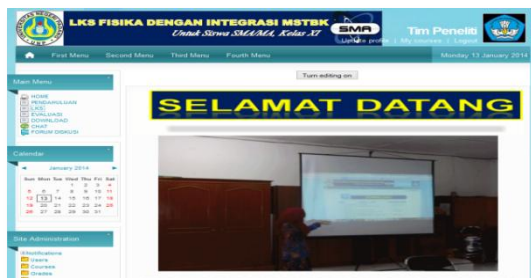 LKS FISIKA DENGAN INTEGRASI MSTBK
Untuk Siswa SMA/MA, Kelas XI
SMA
Tim Peneliti
Update profile | My courses | Logout
First Menu Second Menu Third Menu Fourth Menu
Monday 13 January 2014
Turn editing on
Main Menu
HOME
PENDAHULUAN
LKS
EVALUASI
DOWNLOAD
CHAT
FORUM DISKUSI
SELAMAT DATANG
Calendar
January 2014
Sun Mon Tue Wed Thu Fri Sat
1 2 3 4
5 6 7 8 9 10 11
12 13 14 15 16 17 18
19 20 21 22 23 24 25
26 27 28 29 30 31
Site Administration
Notifications
Users
Courses
Grades